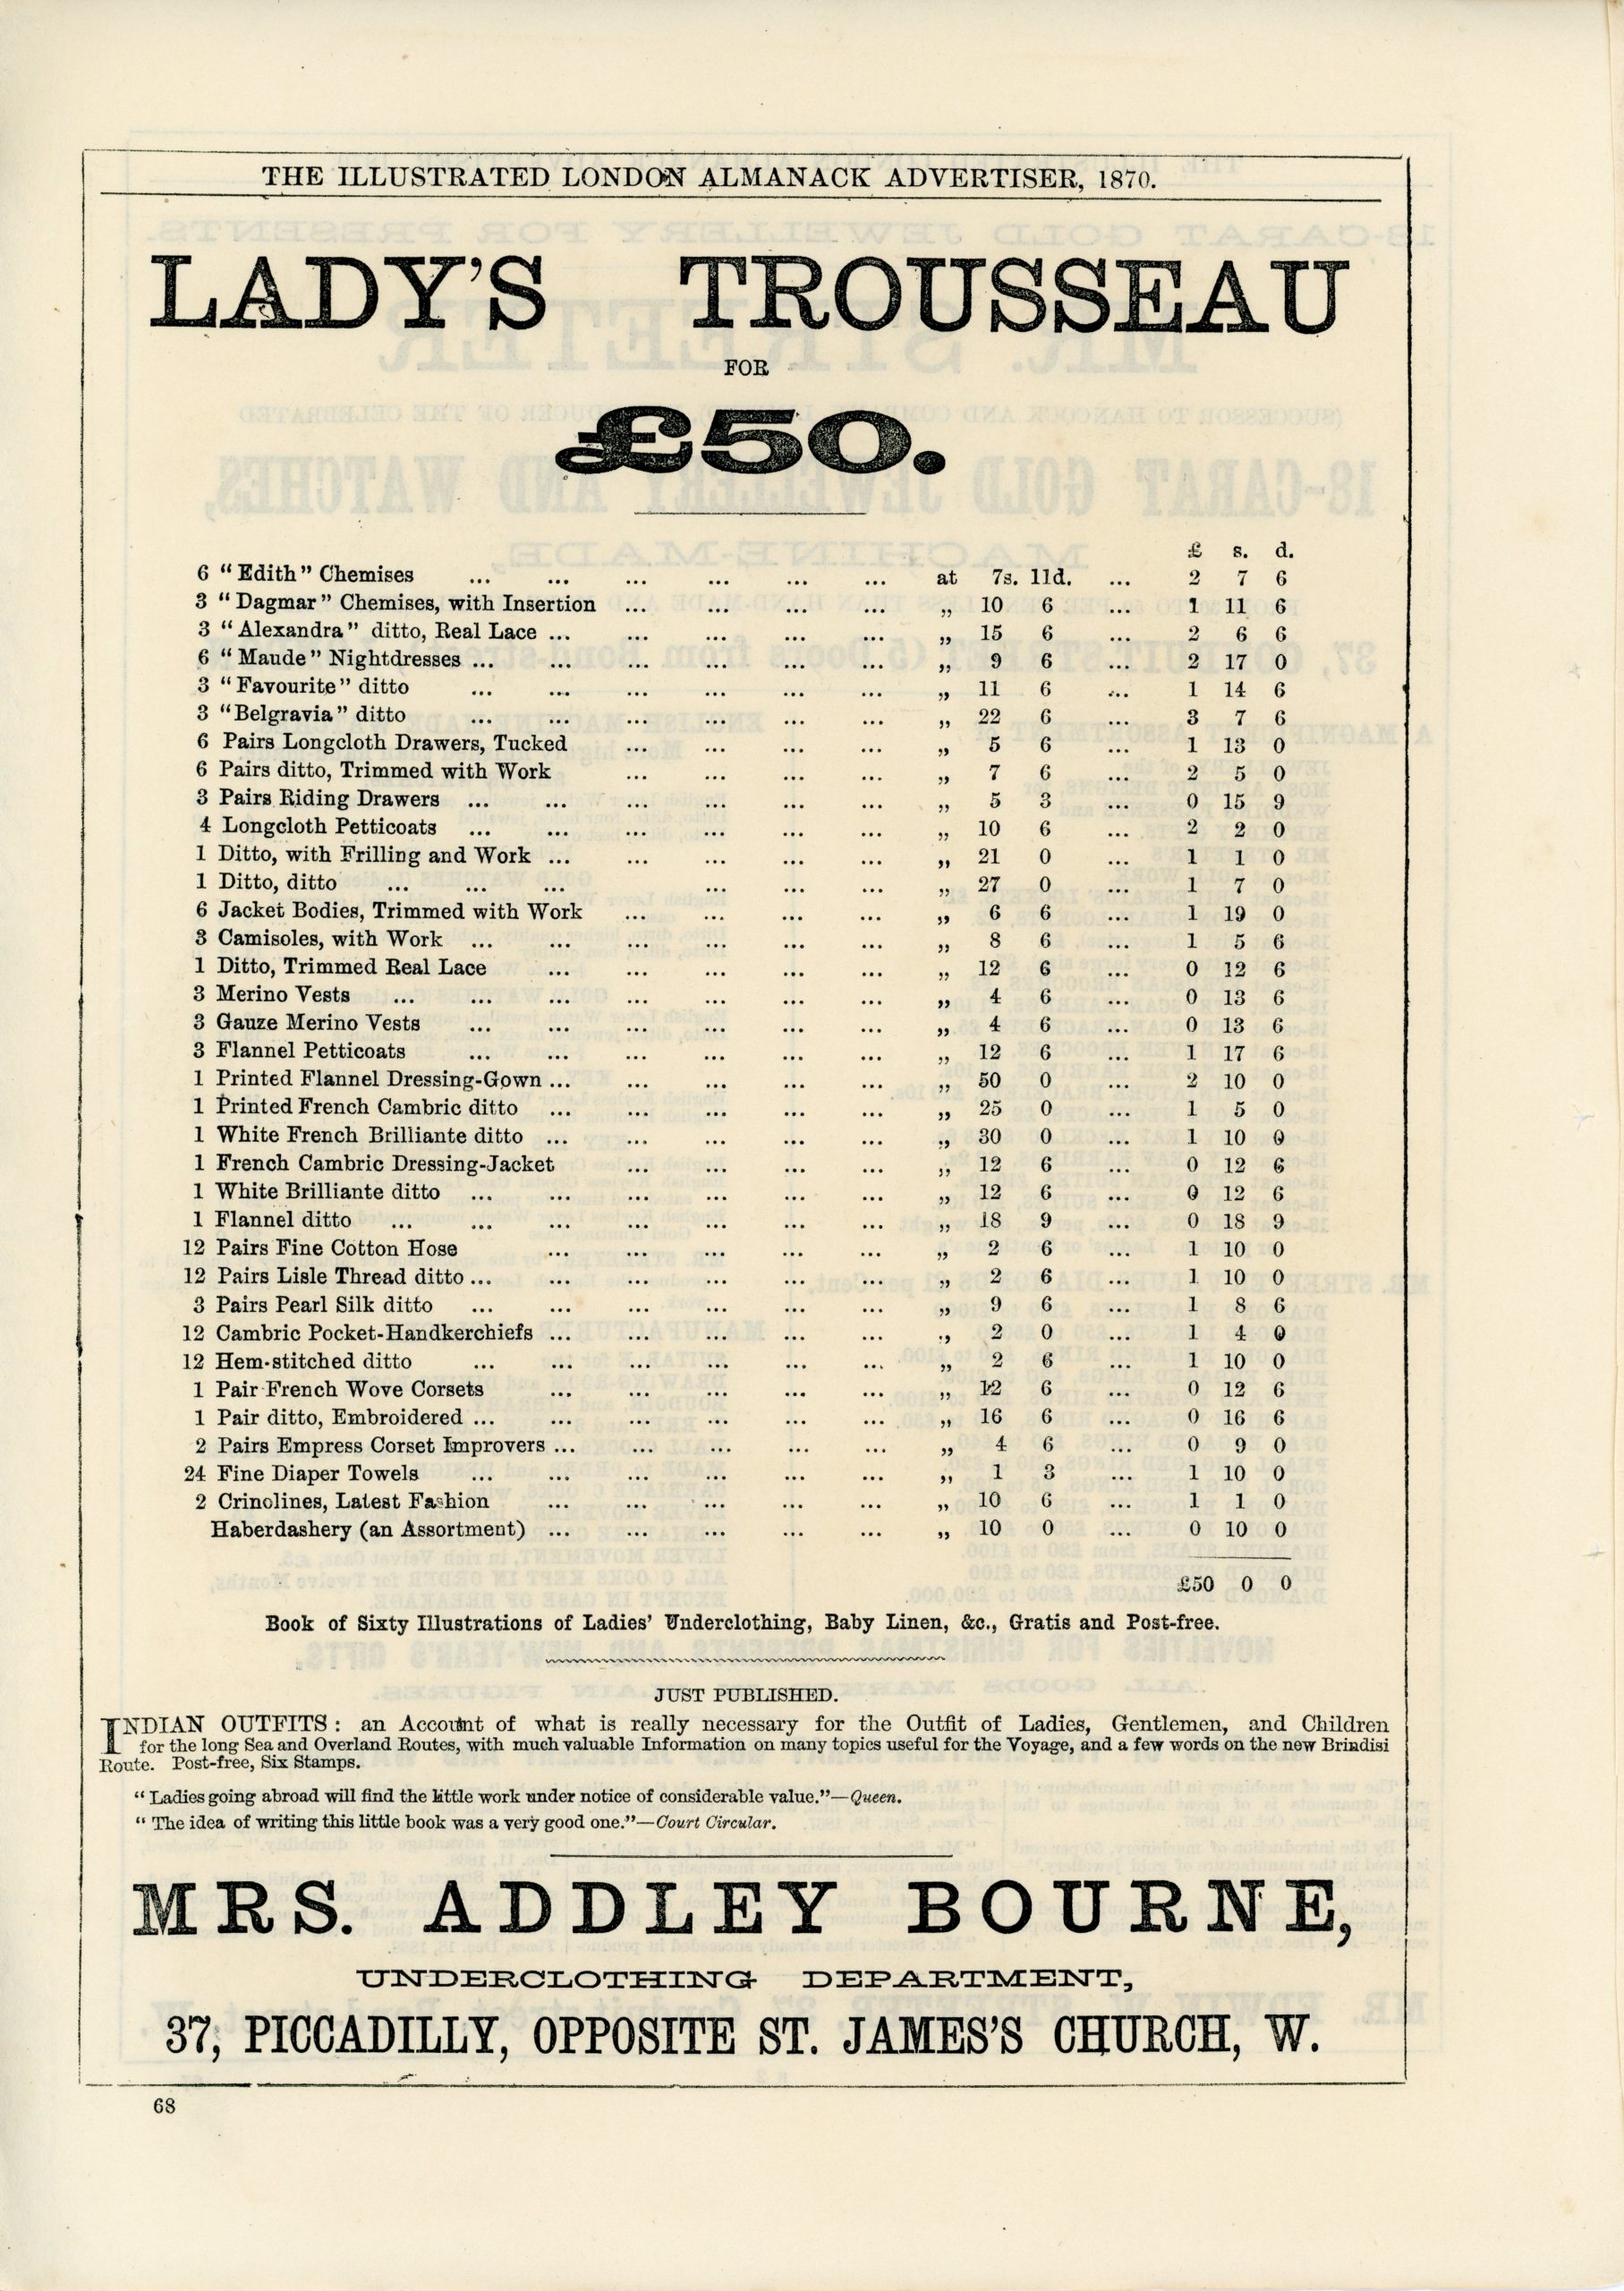 THE ILLUSTRATED LONDON ALMANACK ADVERTISER, 1870.
LADY'S TROUSSEAU
FOR
£50.
£ s. d.
6 "Edith" Chemises ... ... ... ... ... ... at 7s. 11d. ... 2 7 6
3 "Dagmar" Chemises, with Insertion ... ... ... ... „ 10 6 ... 1 11 6
3 "Alexandra" ditto, Real Lace ... ... ... ... ... „ 15 6 ... 2 6 6
6 "Maude" Nightdresses ... ... ... ... ... ... „ 9 6 ... 2 17 0
3 "Favourite" ditto ... ... ... ... ... ... „ 11 6 ... 1 14 6
3 "Belgravia" ditto ... ... ... ... ... ... „ 22 6 ... 3 7 6
6 Pairs Longcloth Drawers, Tucked ... ... ... ... „ 5 6 ... 1 13 0
6 Pairs ditto, Trimmed with Work ... ... ... ... „ 7 6 ... 2 5 0
3 Pairs Riding Drawers ... ... ... ... ... ... „ 5 3 ... 0 15 9
4 Longcloth Petticoats ... ... ... ... ... ... „ 10 6 ... 2 2 0
1 Ditto, with Frilling and Work ... ... ... ... ... „ 21 0 ... 1 1 0
1 Ditto, ditto ... ... ... ... ... ... „ 27 0 ... 1 7 0
6 Jacket Bodies, Trimmed with Work ... ... ... ... „ 6 6 ... 1 19 0
3 Camisoles, with Work ... ... ... ... ... ... „ 8 6 ... 1 5 6
1 Ditto, Trimmed Real Lace ... ... ... ... ... „ 12 6 ... 0 12 6
3 Merino Vests ... ... ... ... ... ... ... „ 4 6 ... 0 13 6
3 Gauze Merino Vests ... ... ... ... ... ... „ 4 6 ... 0 13 6
3 Flannel Petticoats ... ... ... ... ... ... „ 12 6 ... 1 17 6
1 Printed Flannel Dressing-Gown ... ... ... ... ... „ 50 0 ... 2 10 0
1 Printed French Cambric ditto ... ... ... ... ... „ 25 0 ... 1 5 0
1 White French Brilliante ditto ... ... ... ... ... „ 30 0 ... 1 10 0
1 French Cambric Dressing-Jacket ... ... ... ... „ 12 6 ... 0 12 6
1 White Brilliante ditto ... ... ... ... ... ... „ 12 6 ... 0 12 6
1 Flannel ditto ... ... ... ... ... ... ... „ 18 9 ... 0 18 9
12 Pairs Fine Cotton Hose ... ... ... ... ... „ 2 6 ... 1 10 0
12 Pairs Lisle Thread ditto ... ... ... ... ... ... „ 2 6 ... 1 10 0
3 Pairs Pearl Silk ditto ... ... ... ... ... ... „ 9 6 ... 1 8 6
12 Cambric Pocket-Handkerchiefs ... ... ... ... ... „ 2 0 ... 1 4 0
12 Hem-stitched ditto ... ... ... ... ... ... „ 2 6 ... 1 10 0
1 Pair French Wove Corsets ... ... ... ... ... „ 12 6 ... 0 12 6
1 Pair ditto, Embroidered ... ... ... ... ... ... „ 16 6 ... 0 16 6
2 Pairs Empress Corset Improvers ... ... ... ... ... „ 4 6 ... 0 9 0
24 Fine Diaper Towels ... ... ... ... ... ... „ 1 3 ... 1 10 0
2 Crinolines, Latest Fashion ... ... ... ... ... „ 10 6 ... 1 1 0
Haberdashery (an Assortment) ... ... ... ... ... „ 10 0 ... 0 10 0
£50 0 0
Book of Sixty Illustrations of Ladies' Underclothing, Baby Linen, &c., Gratis and Post-free.
JUST PUBLISHED.
INDIAN OUTFITS: an Account of what is really necessary for the Outfit of Ladies, Gentlemen, and Children
for the long Sea and Overland Routes, with much valuable Information on many topics useful for the Voyage, and a few words on the new Brindisi
Route. Post-free, Six Stamps.
"Ladies going abroad will find the little work under notice of considerable value."—Queen.
"The idea of writing this little book was a very good one."—Court Circular.
MRS. ADDLEY BOURNE,
UNDERCLOTHING DEPARTMENT,
37, PICCADILLY, OPPOSITE ST. JAMES'S CHURCH, W.
68